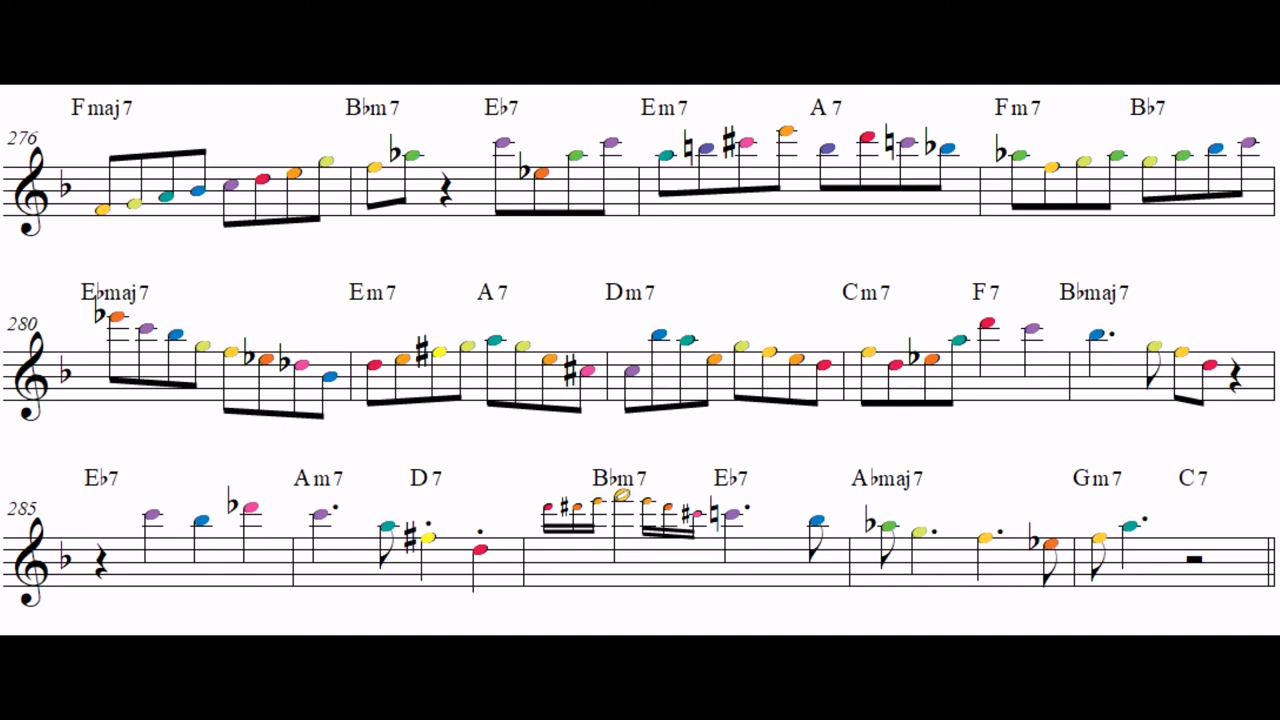 Fmaj7 B♭m7 E♭7 Em7 A7 Fm7 B♭7
276
E♭maj7 Em7 A7 Dm7 Cm7 F7 B♭maj7
280
E♭7 Am7 D7 B♭m7 E♭7 A♭maj7 Gm7 C7
285